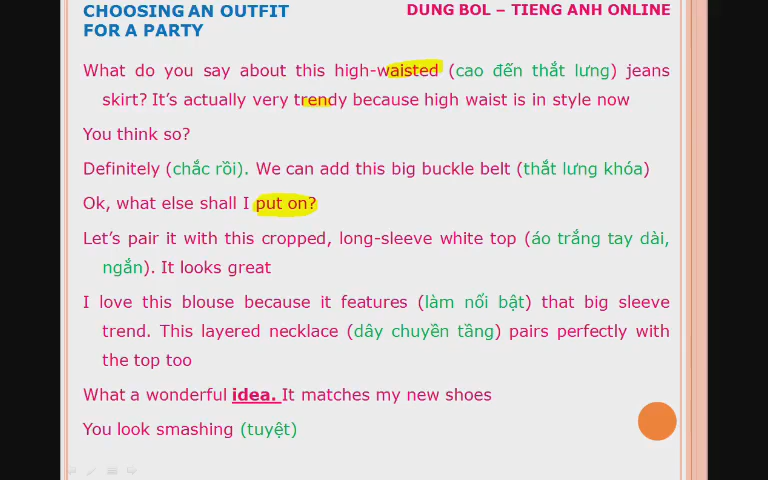 CHOOSING AN OUTFIT
FOR A PARTY
DUNG BOL – TIENG ANH ONLINE
What do you say about this high-waisted (cao đến thắt lưng) jeans
skirt? It's actually very trendy because high waist is in style now
You think so?
Definitely (chắc rồi). We can add this big buckle belt (thắt lưng khóa)
Ok, what else shall I put on?
Let's pair it with this cropped, long-sleeve white top (áo trắng tay dài,
ngắn). It looks great
I love this blouse because it features (làm nổi bật) that big sleeve
trend. This layered necklace (dây chuyền tầng) pairs perfectly with
the top too
What a wonderful idea. It matches my new shoes
You look smashing (tuyệt)